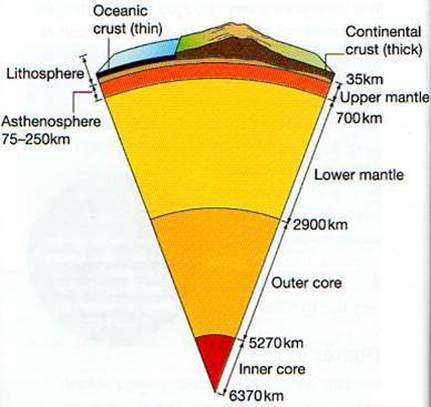 Oceanic
crust (thin)
Continental
crust (thick)
Lithosphere
35km
Upper mantle
Asthenosphere
75–250km
700km
Lower mantle
2900km
Outer core
5270km
Inner core
6370km